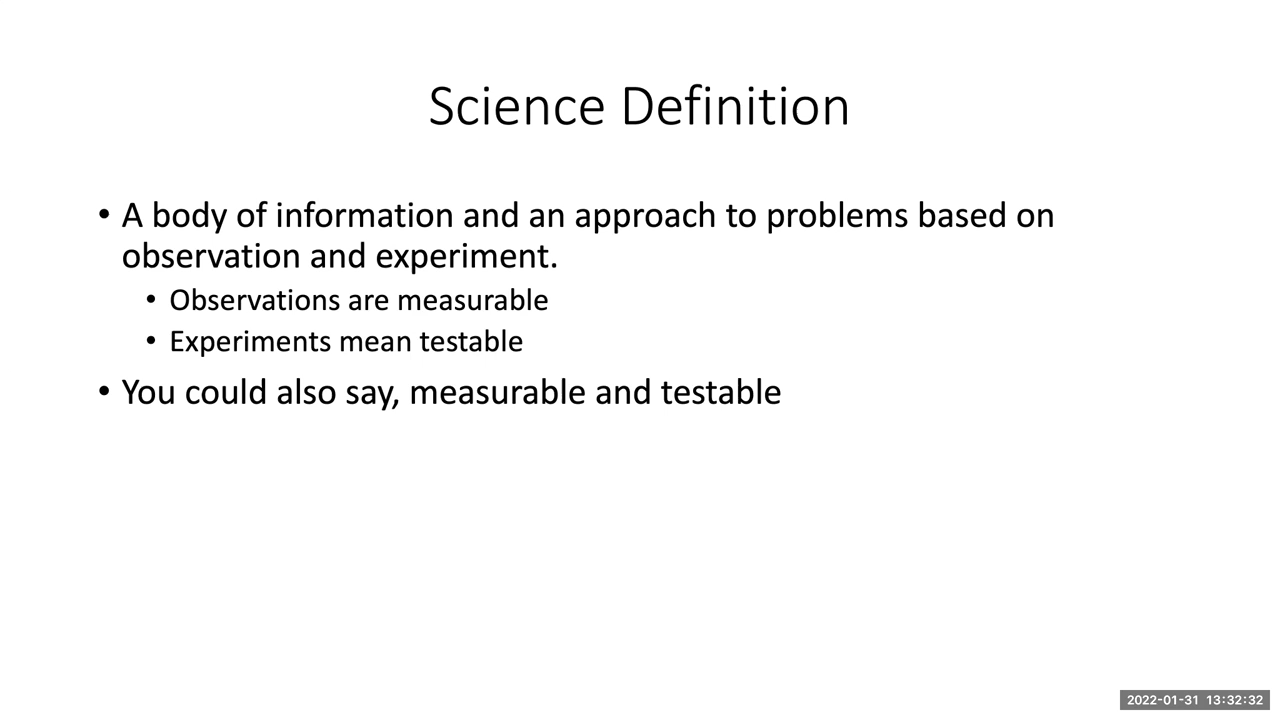 Science Definition
• A body of information and an approach to problems based on
observation and experiment.
• Observations are measurable
• Experiments mean testable
• You could also say, measurable and testable
2022-01-31 13:32:32